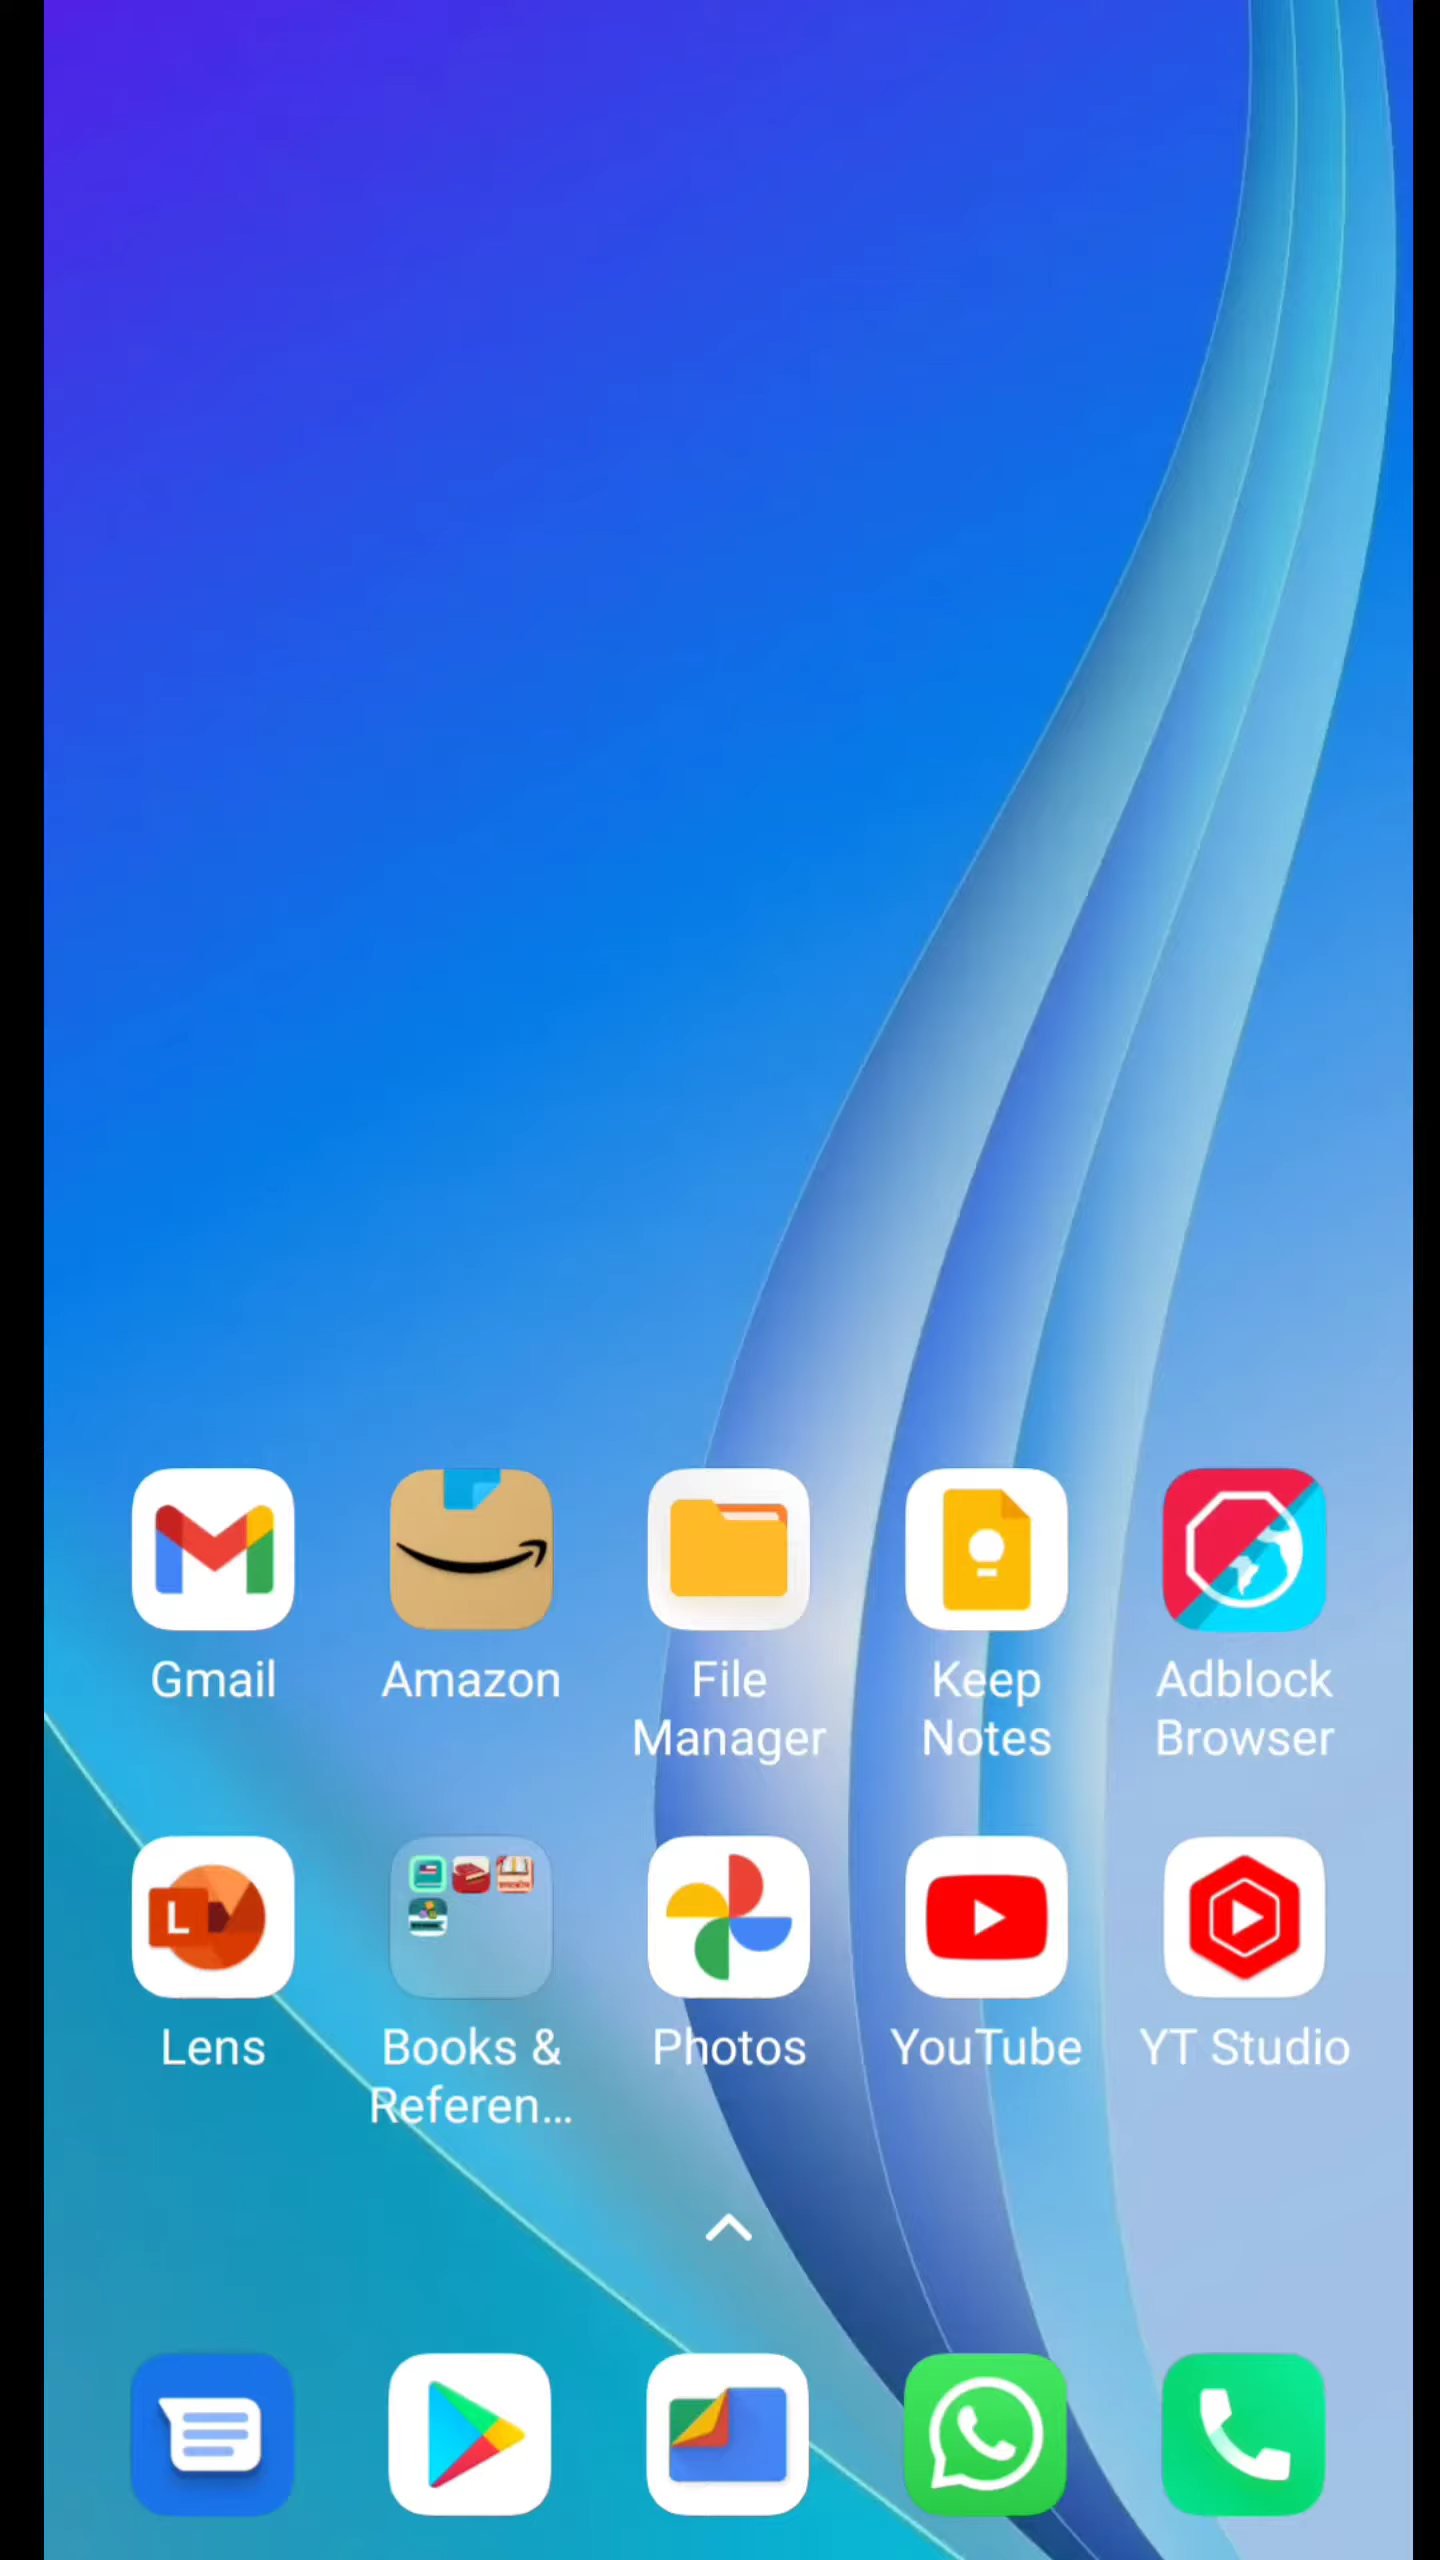 Gmail
Amazon
File
Manager
Keep
Notes
Adblock
Browser
L
Lens
Books &
Referen...
Photos
YouTube
YT Studio